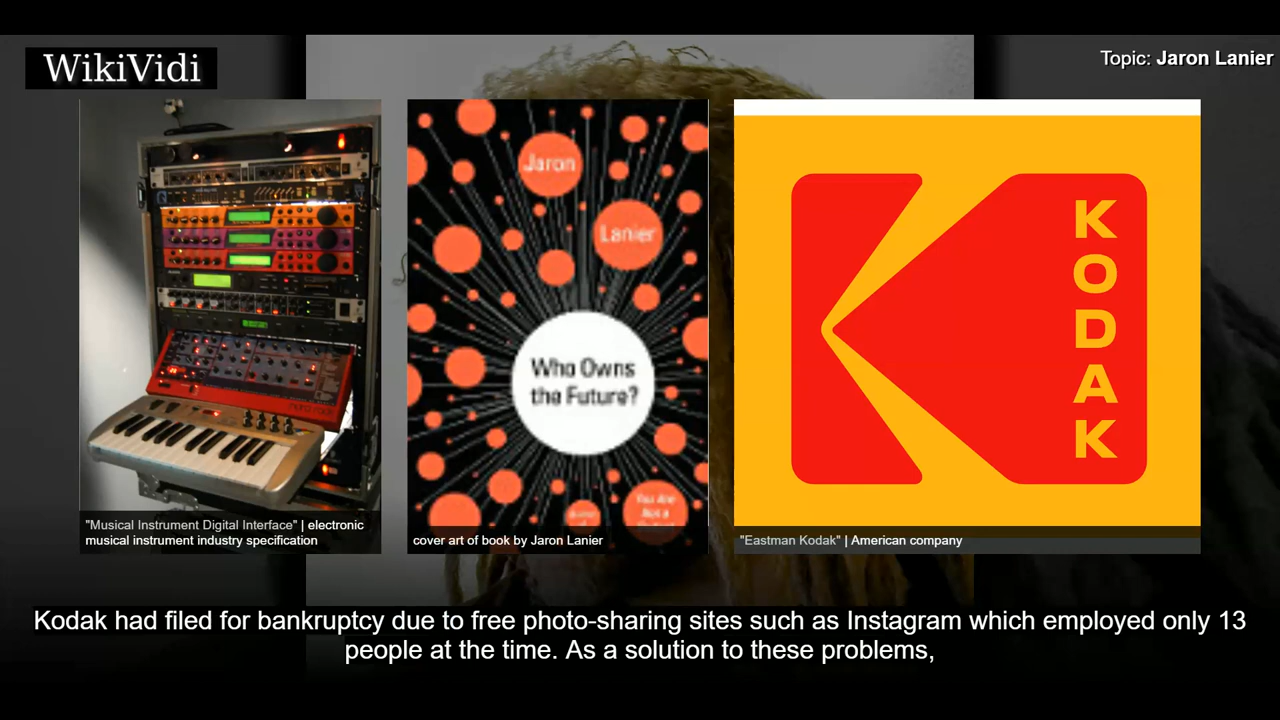 WikiVidi
Topic: Jaron Lanier
Jaron
Lanier
Who Owns
the Future?
You Are
Not a
KODAK
"Musical Instrument Digital Interface" | electronic
musical instrument industry specification
cover art of book by Jaron Lanier
"Eastman Kodak" | American company
Kodak had filed for bankruptcy due to free photo-sharing sites such as Instagram which employed only 13
people at the time. As a solution to these problems,